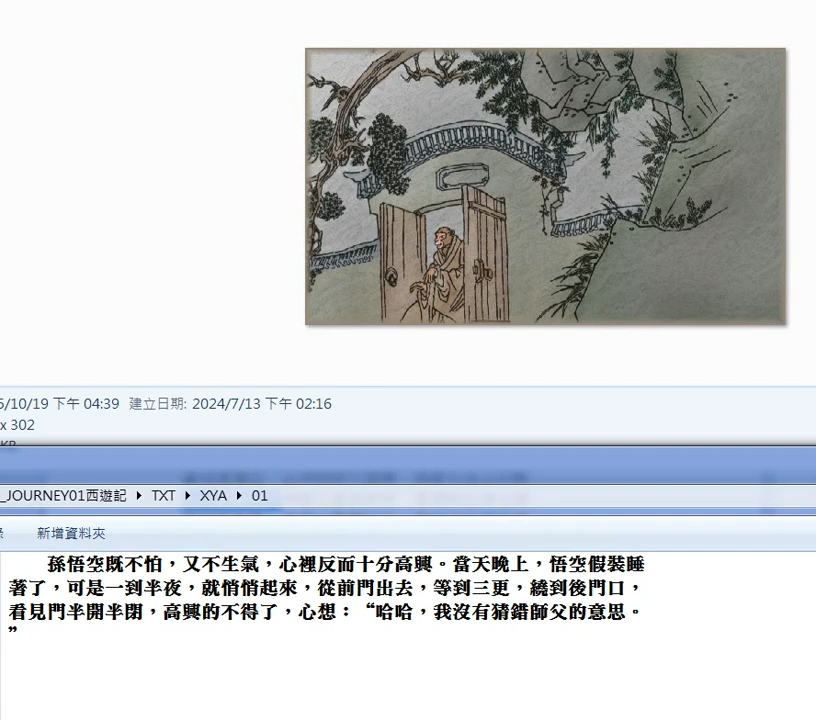 5/10/19 下午 04:39 建立日期: 2024/7/13 下午 02:16
x 302
KB
_JOURNEY01西遊記 TXT XYA 01
新增資料夾
孫悟空既不怕，又不生氣，心裡反而十分高興。當天晚上，悟空假裝睡
著了，可是一到半夜，就悄悄起來，從前門出去，等到三更，繞到後門口，
看見門半開半閉，高興的不得了，心想：“哈哈，我沒有猜錯師父的意思。
”